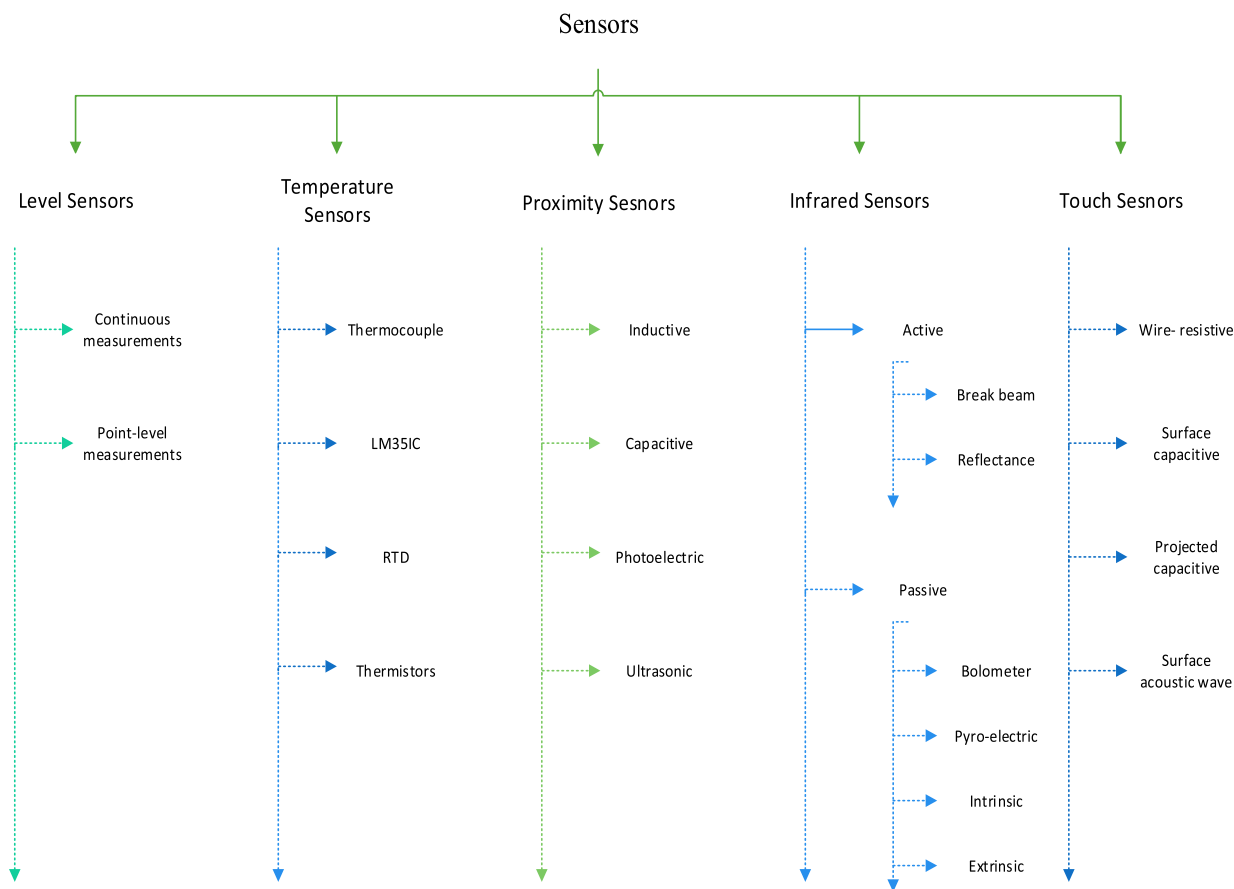 Sensors
Level Sensors
Continuous
measurements
Point-level
measurements
Temperature
Sensors
Thermocouple
LM35IC
RTD
Thermistors
Proximity Sesnors
Inductive
Capacitive
Photoelectric
Ultrasonic
Infrared Sensors
Active
Break beam
Reflectance
Passive
Bolometer
Pyro-electric
Intrinsic
Extrinsic
Touch Sesnors
Wire- resistive
Surface
capacitive
Projected
capacitive
Surface
acoustic wave